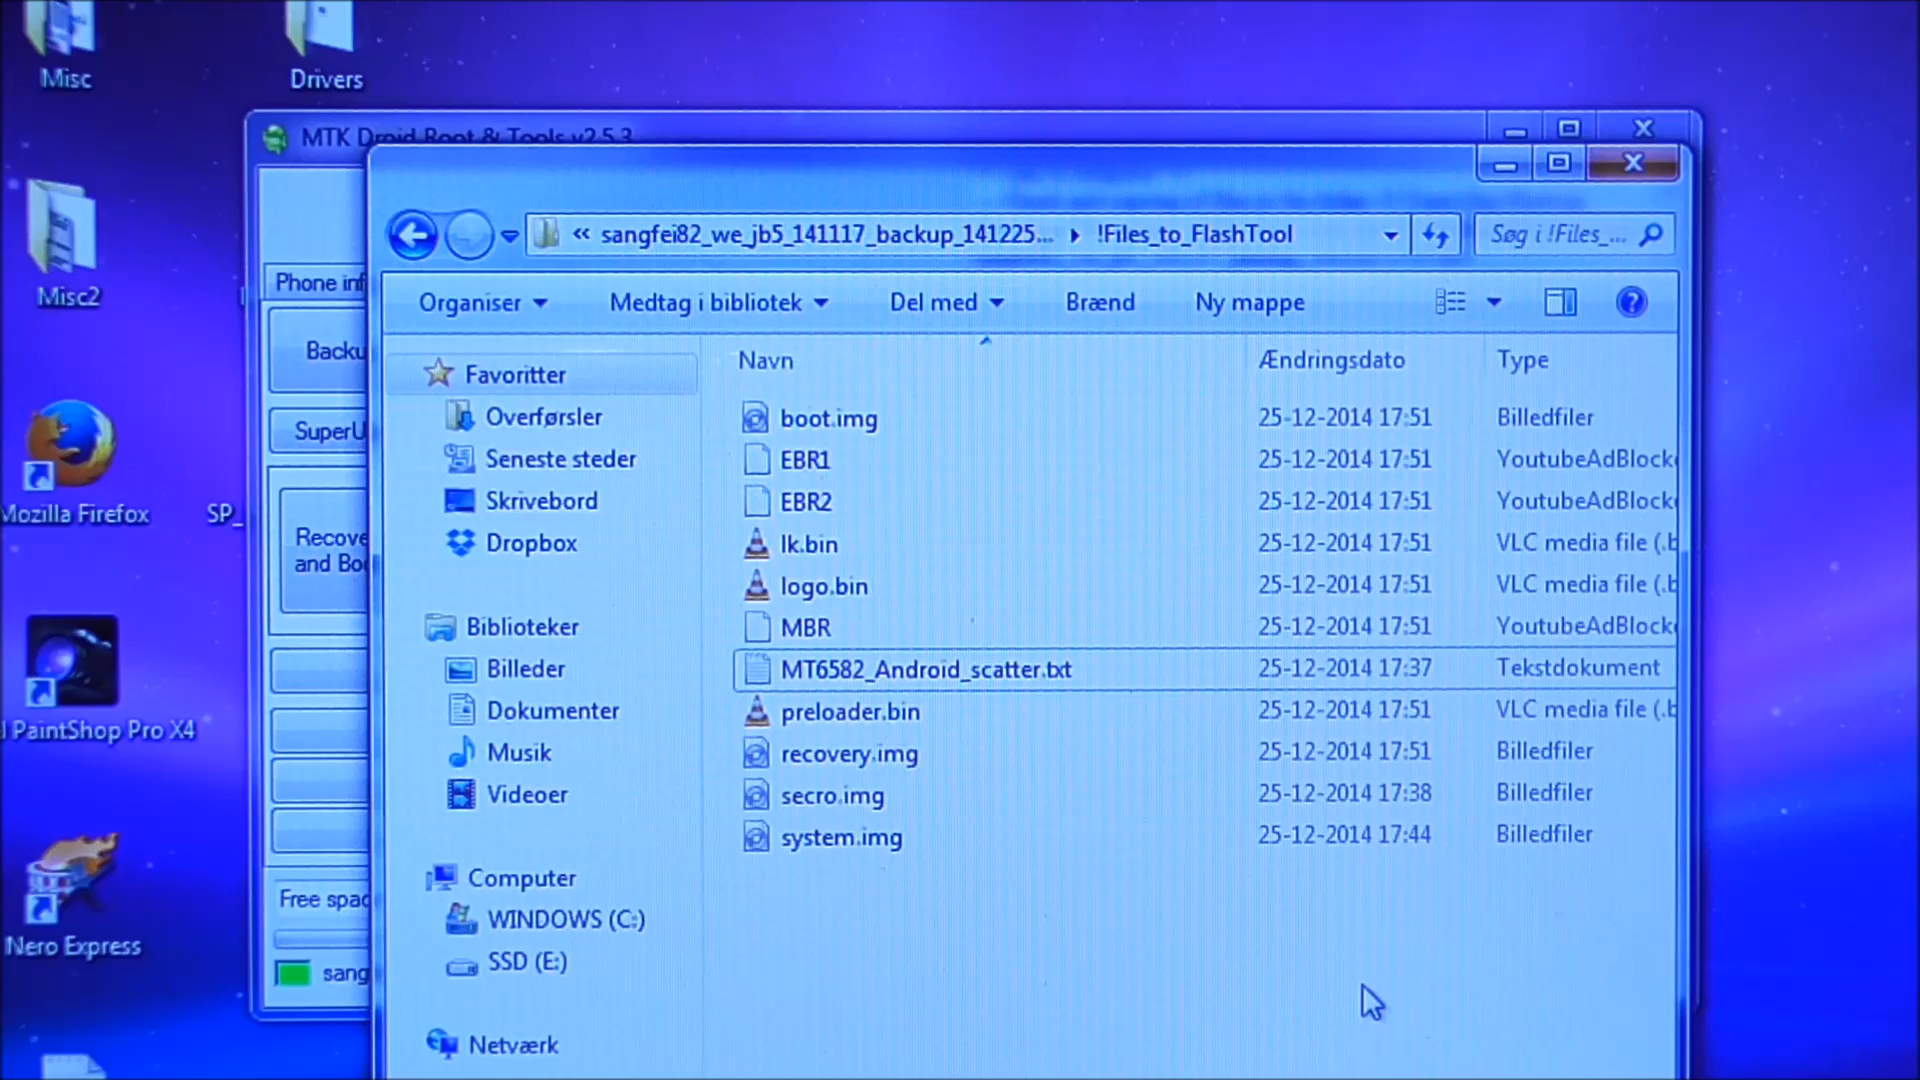 Misc
Drivers
MTK Droid Root & Tools v2.5.3
« sangfei82_we_jb5_141117_backup_141225... !Files_to_FlashTool
Søg i !Files_...
Misc2
Phone inf
Organiser
Medtag i bibliotek
Del med
Brænd
Ny mappe
Backu
Navn
Ændringsdato
Type
Favoritter
Overførsler
boot.img 25-12-2014 17:51 Billedfiler
SuperU
Seneste steder
EBR1 25-12-2014 17:51 YoutubeAdBlock
Skrivebord
EBR2 25-12-2014 17:51 YoutubeAdBlock
Mozilla Firefox
SP_
Recove
and Boo
Dropbox
lk.bin 25-12-2014 17:51 VLC media file (.b
logo.bin 25-12-2014 17:51 VLC media file (.b
Biblioteker
MBR 25-12-2014 17:51 YoutubeAdBlock
Billeder
MT6582_Android_scatter.txt 25-12-2014 17:37 Tekstdokument
Dokumenter
preloader.bin 25-12-2014 17:51 VLC media file (.b
l PaintShop Pro X4
Musik
recovery.img 25-12-2014 17:51 Billedfiler
Videoer
secro.img 25-12-2014 17:38 Billedfiler
system.img 25-12-2014 17:44 Billedfiler
Computer
Free spac
WINDOWS (C:)
Nero Express
SSD (E:)
sang
Netværk